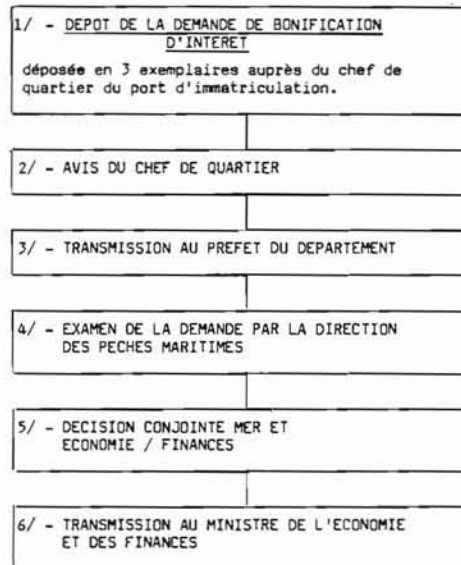 1/ - DEPOT DE LA DEMANDE DE BONIFICATION
D'INTERET
déposée en 3 exemplaires auprès du chef de
quartier du port d'immatriculation.
2/ - AVIS DU CHEF DE QUARTIER
3/ - TRANSMISSION AU PREFET DU DEPARTEMENT
4/ - EXAMEN DE LA DEMANDE PAR LA DIRECTION
DES PECHES MARITIMES
5/ - DECISION CONJOINTE MER ET
ECONOMIE / FINANCES
6/ - TRANSMISSION AU MINISTRE DE L'ECONOMIE
ET DES FINANCES